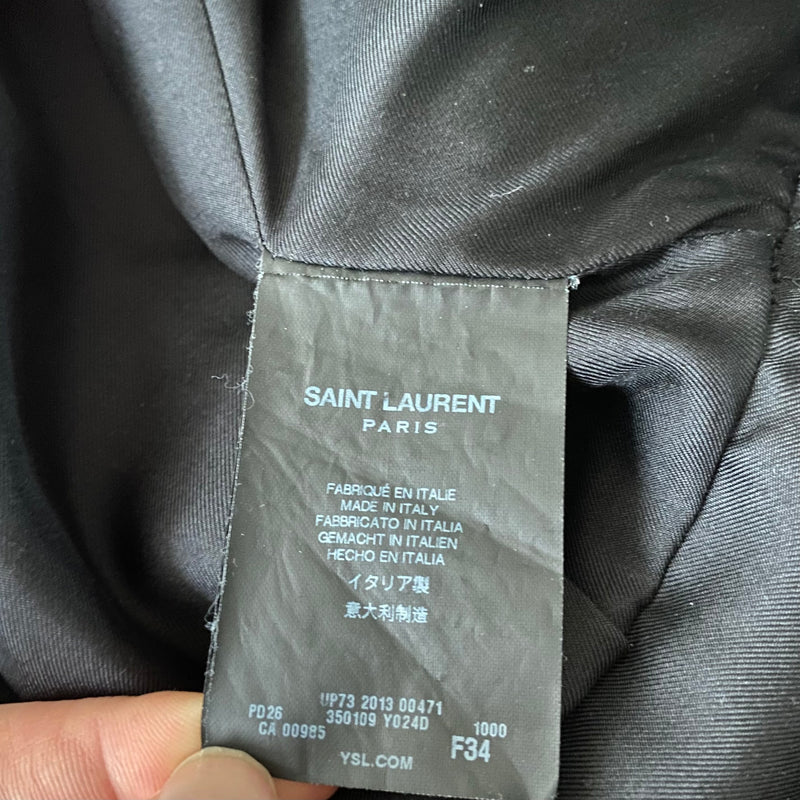 SAINT LAURENT
PARIS
FABRIQUÉ EN ITALIE
MADE IN ITALY
FABBRICATO IN ITALIA
GEMACHT IN ITALIEN
HECHO EN ITALIA
イタリア製
意大利制造
UP73 2013 00471
PD26 350109 Y024D 1000
CA 00985 F34
YSL.COM